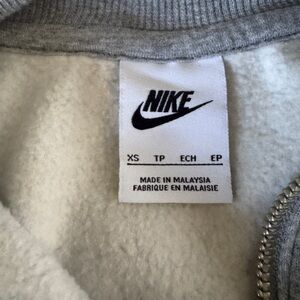 NIKE
XS TP ECH EP
MADE IN MALAYSIA
FABRIQUE EN MALAISIE